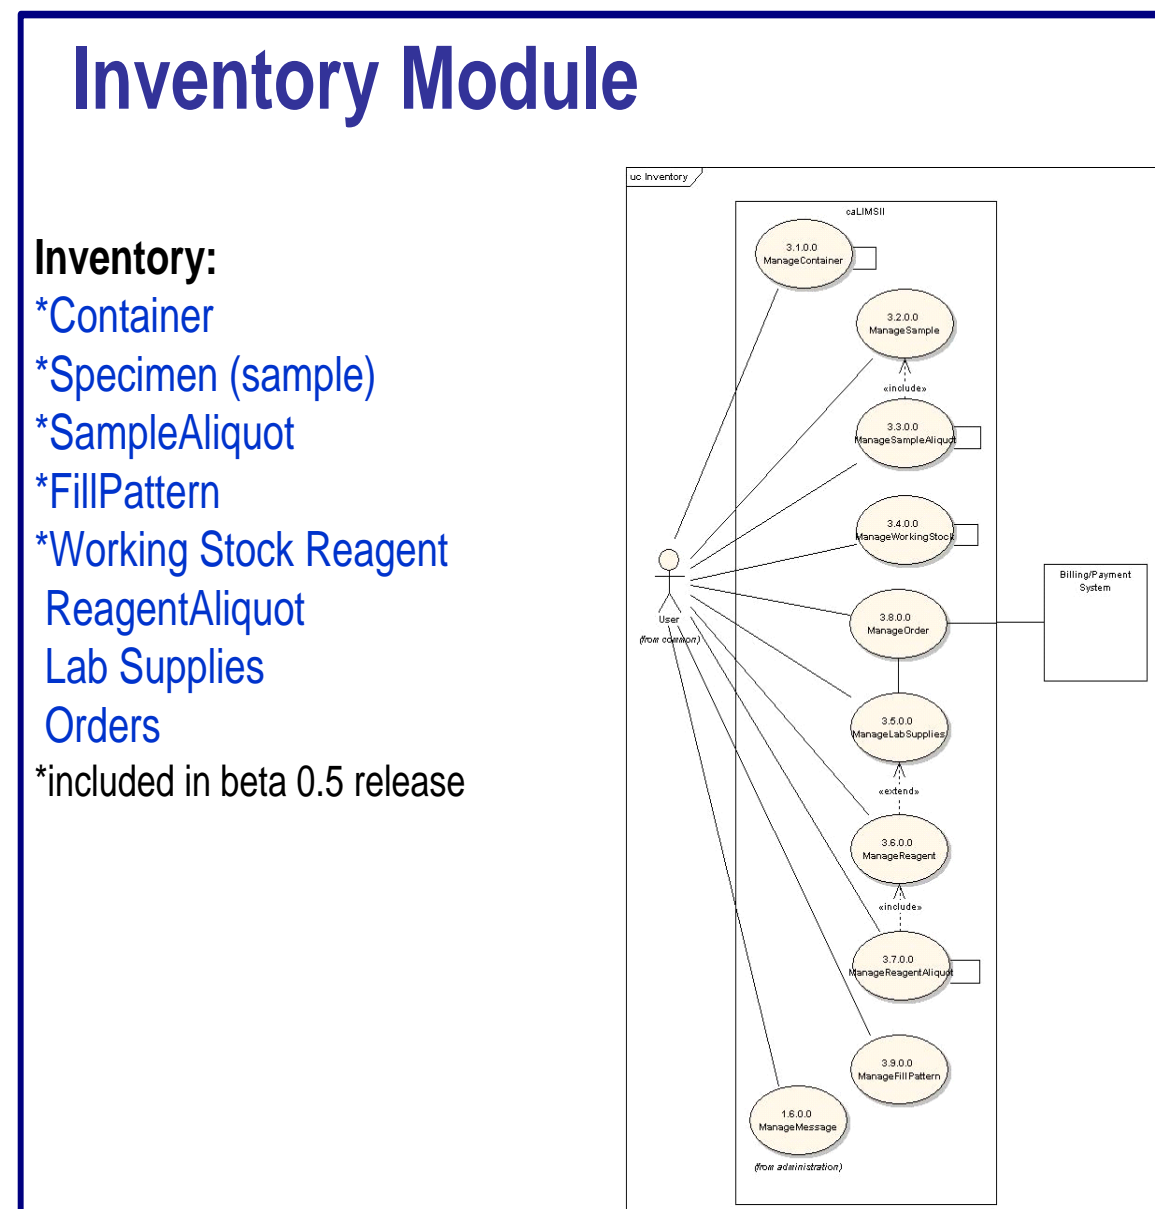 Inventory Module
Inventory:
*Container
*Specimen (sample)
*SampleAliquot
*FillPattern
*Working Stock Reagent
ReagentAliquot
Lab Supplies
Orders
*included in beta 0.5 release
uc Inventory
caLIMSII
3.1.0.0
ManageContainer
3.2.0.0
ManageSample
«include»
3.3.0.0
ManageSampleAliquot
3.4.0.0
ManageWorkingStock
User
(from common)
3.8.0.0
ManageOrder
Billing/Payment
System
3.5.0.0
ManageLabSupplies
«extend»
3.6.0.0
ManageReagent
«include»
3.7.0.0
ManageReagentAliquot
3.9.0.0
ManageFillPattern
1.6.0.0
ManageMessage
(from administration)